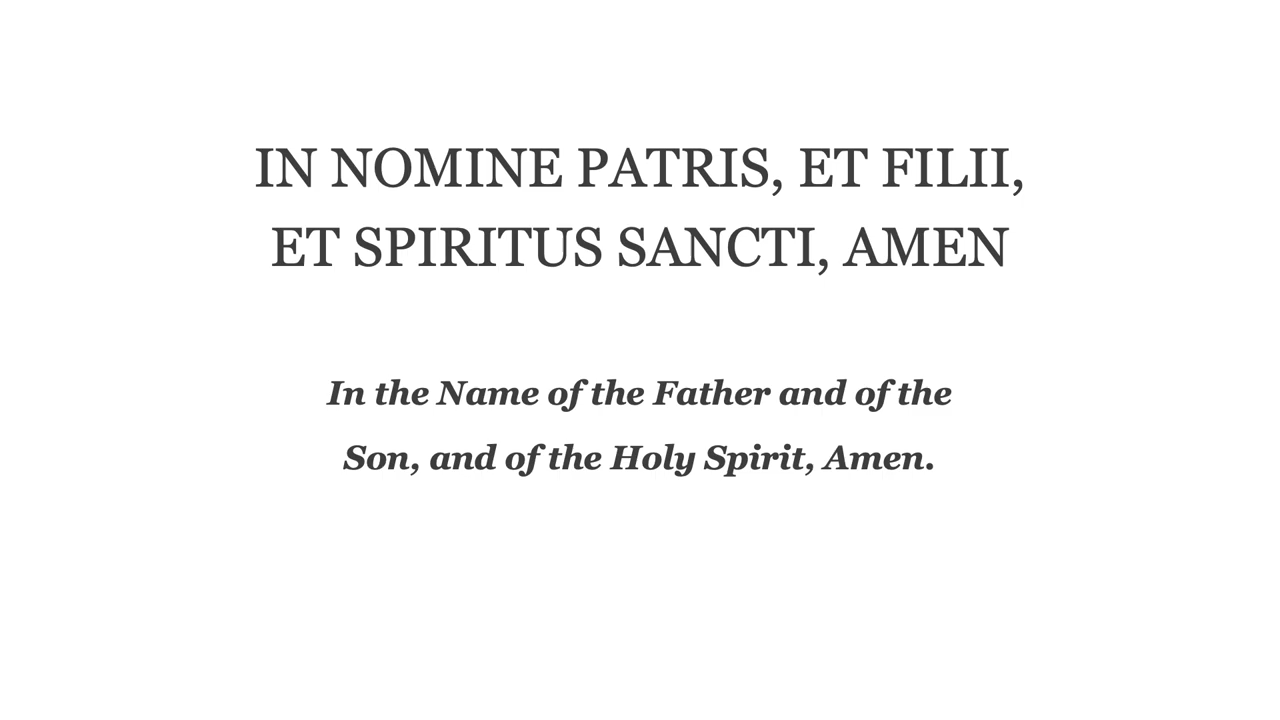 IN NOMINE PATRIS, ET FILII,
ET SPIRITUS SANCTI, AMEN
In the Name of the Father and of the
Son, and of the Holy Spirit, Amen.